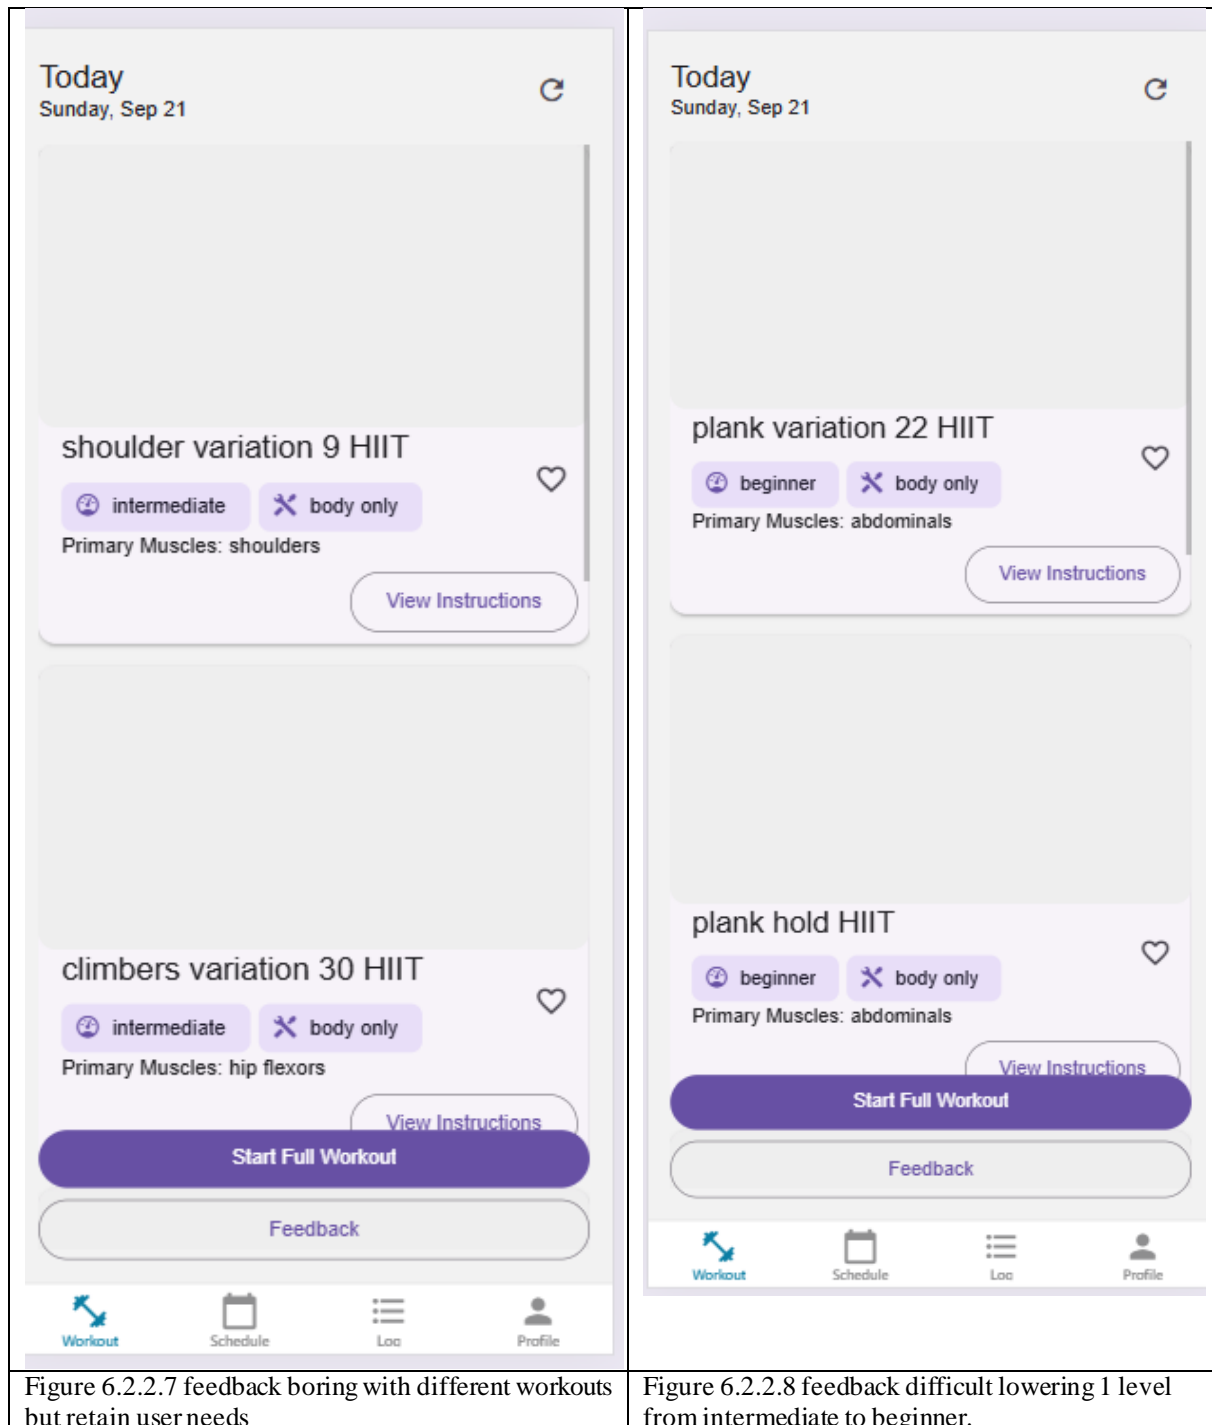 Today
Sunday, Sep 21
shoulder variation 9 HIIT
intermediate
body only
Primary Muscles: shoulders
View Instructions
climbers variation 30 HIIT
intermediate
body only
Primary Muscles: hip flexors
View Instructions
Start Full Workout
Feedback
Workout
Schedule
Log
Profile
Figure 6.2.2.7 feedback boring with different workouts
but retain user needs
Today
Sunday, Sep 21
plank variation 22 HIIT
beginner
body only
Primary Muscles: abdominals
View Instructions
plank hold HIIT
beginner
body only
Primary Muscles: abdominals
View Instructions
Start Full Workout
Feedback
Workout
Schedule
Log
Profile
Figure 6.2.2.8 feedback difficult lowering 1 level
from intermediate to beginner.